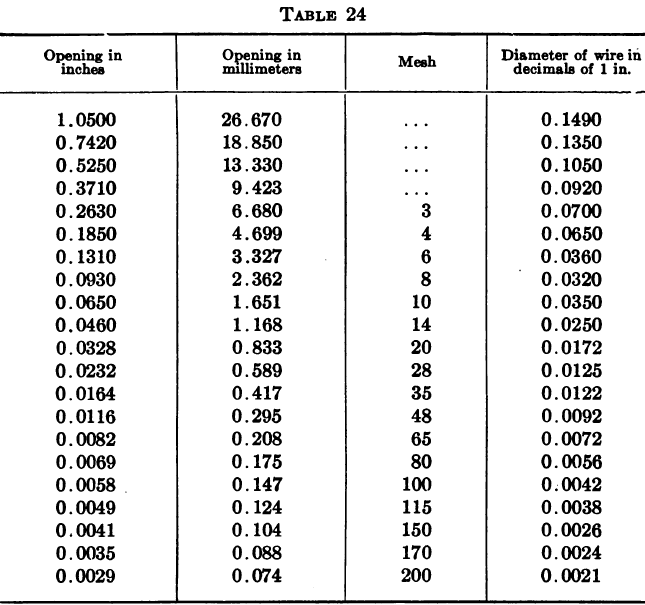 TABLE 24
Opening in inches Opening in millimeters Mesh Diameter of wire in decimals of 1 in.
1.0500 26.670 ... 0.1490
0.7420 18.850 ... 0.1350
0.5250 13.330 ... 0.1050
0.3710 9.423 ... 0.0920
0.2630 6.680 3 0.0700
0.1850 4.699 4 0.0650
0.1310 3.327 6 0.0360
0.0930 2.362 8 0.0320
0.0650 1.651 10 0.0350
0.0460 1.168 14 0.0250
0.0328 0.833 20 0.0172
0.0232 0.589 28 0.0125
0.0164 0.417 35 0.0122
0.0116 0.295 48 0.0092
0.0082 0.208 65 0.0072
0.0069 0.175 80 0.0056
0.0058 0.147 100 0.0042
0.0049 0.124 115 0.0038
0.0041 0.104 150 0.0026
0.0035 0.088 170 0.0024
0.0029 0.074 200 0.0021